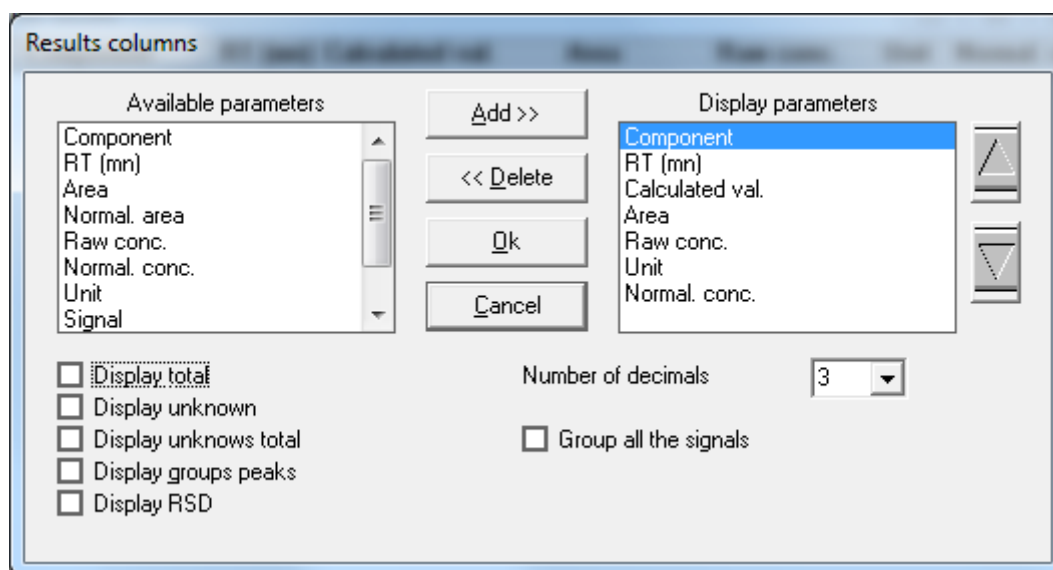 Results columns
Available parameters
Component
RT (mn)
Area
Normal. area
Raw conc.
Normal. conc.
Unit
Signal
Add >>
<< Delete
Ok
Cancel
Display parameters
Component
RT (mn)
Calculated val.
Area
Raw conc.
Unit
Normal. conc.
Display total
Display unknown
Display unknows total
Display groups peaks
Display RSD
Number of decimals
3
Group all the signals